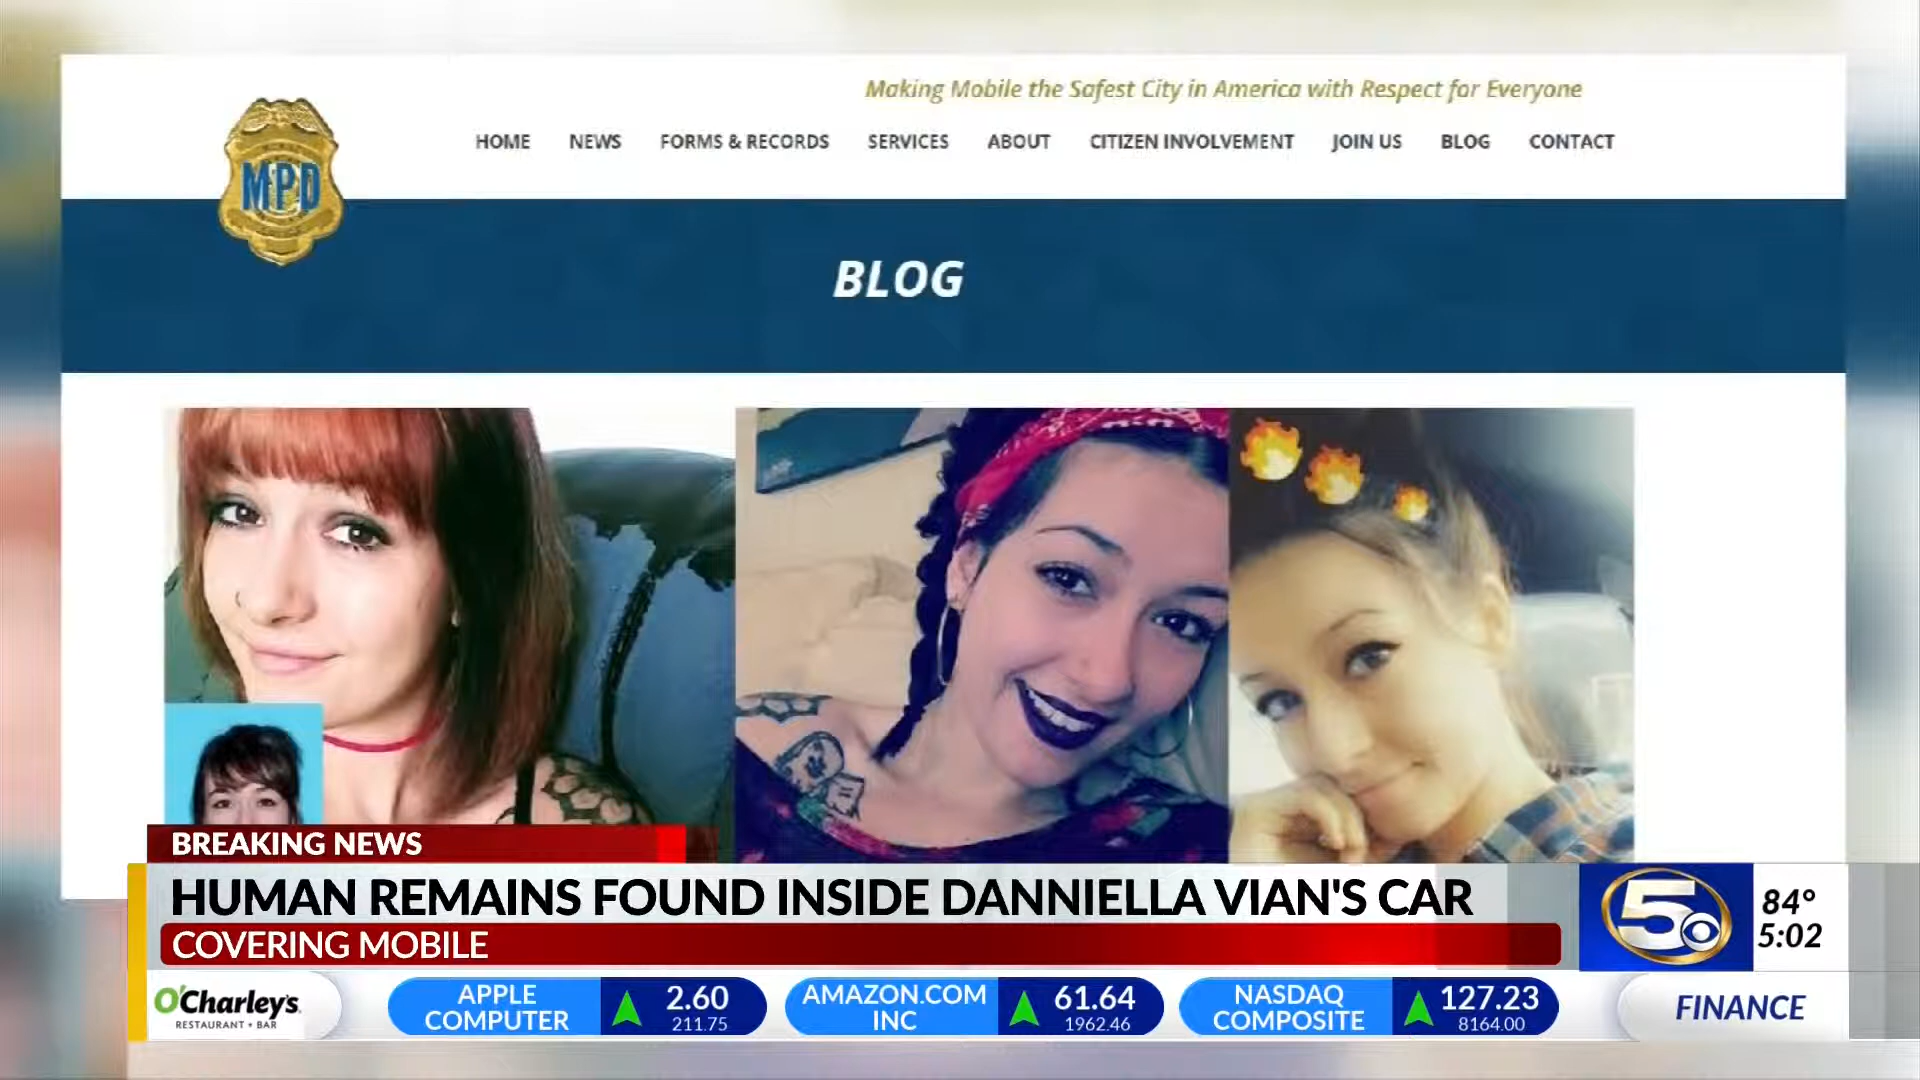 Making Mobile the Safest City in America with Respect for Everyone
MPD
HOME NEWS FORMS & RECORDS SERVICES ABOUT CITIZEN INVOLVEMENT JOIN US BLOG CONTACT
BLOG
BREAKING NEWS
HUMAN REMAINS FOUND INSIDE DANNIELLA VIAN'S CAR
COVERING MOBILE
5
84°
5:02
O'Charley's
RESTAURANT + BAR
APPLE
COMPUTER
2.60
211.75
AMAZON.COM
INC
61.64
1962.46
NASDAQ
COMPOSITE
127.23
8164.00
FINANCE